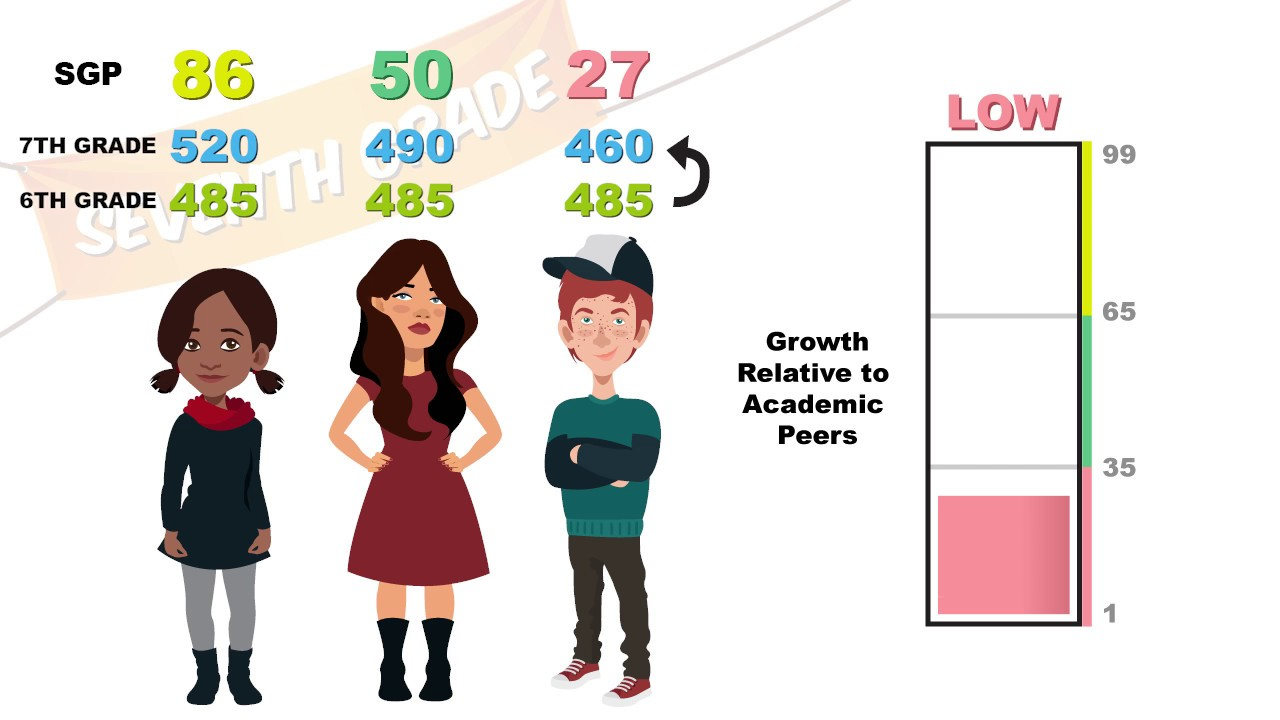 SEVENTH GRADE
SGP 86 50 27
7TH GRADE 520 490 460
6TH GRADE 485 485 485
LOW
99
65
35
1
Growth
Relative to
Academic
Peers